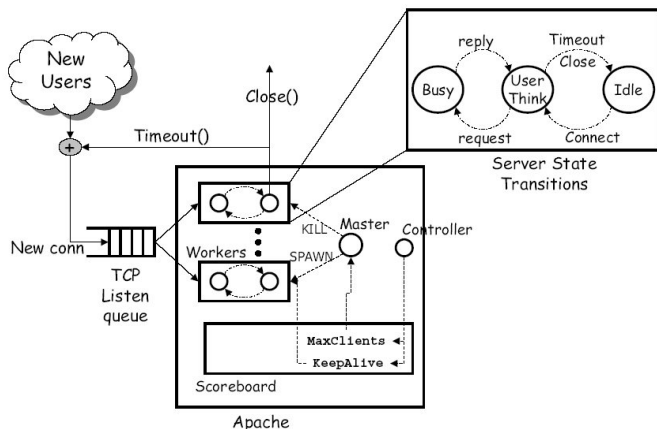 New
Users
+
Timeout()
Close()
New conn
TCP
Listen
queue
Workers
KILL
SPAWN
Master
Controller
MaxClients
KeepAlive
Scoreboard
Apache
reply
Timeout
Close
Busy
User
Think
Idle
request
Connect
Server State
Transitions